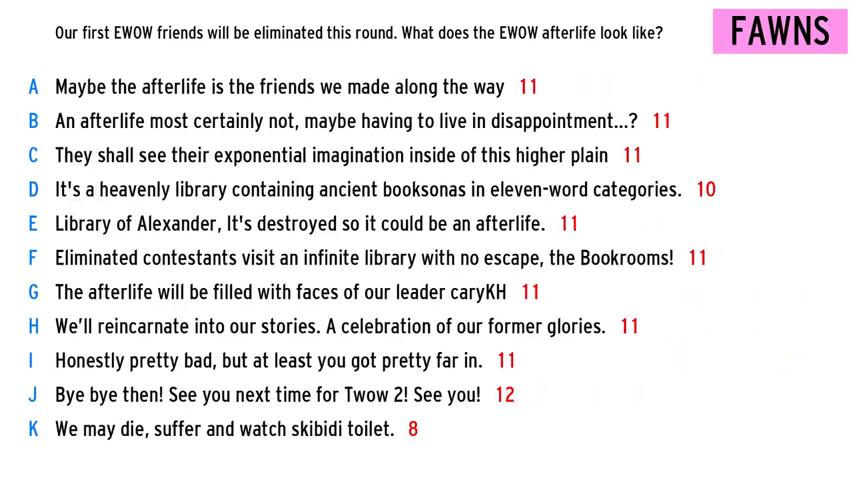 Our first EWOW friends will be eliminated this round. What does the EWOW afterlife look like?
FAWNS
A Maybe the afterlife is the friends we made along the way 11
B An afterlife most certainly not, maybe having to live in disappointment...? 11
C They shall see their exponential imagination inside of this higher plain 11
D It's a heavenly library containing ancient booksonas in eleven-word categories. 10
E Library of Alexander, It's destroyed so it could be an afterlife. 11
F Eliminated contestants visit an infinite library with no escape, the Bookrooms! 11
G The afterlife will be filled with faces of our leader caryKH 11
H We’ll reincarnate into our stories. A celebration of our former glories. 11
I Honestly pretty bad, but at least you got pretty far in. 11
J Bye bye then! See you next time for Twow 2! See you! 12
K We may die, suffer and watch skibidi toilet. 8